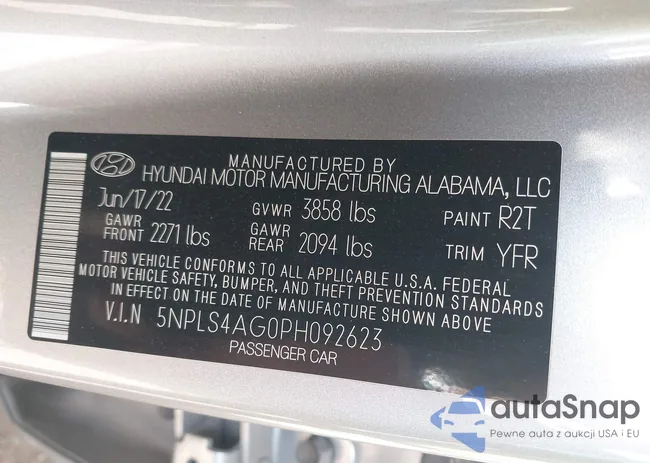 MANUFACTURED BY
HYUNDAI MOTOR MANUFACTURING ALABAMA, LLC
Jun/17/22 GVWR 3858 lbs PAINT R2T
GAWR FRONT 2271 lbs GAWR REAR 2094 lbs TRIM YFR
THIS VEHICLE CONFORMS TO ALL APPLICABLE U.S.A. FEDERAL
MOTOR VEHICLE SAFETY, BUMPER, AND THEFT PREVENTION STANDARDS
IN EFFECT ON THE DATE OF MANUFACTURE SHOWN ABOVE
V.I.N 5NPLS4AG0PH092623
PASSENGER CAR
autaSnap
Pewne auta z aukcji USA i EU